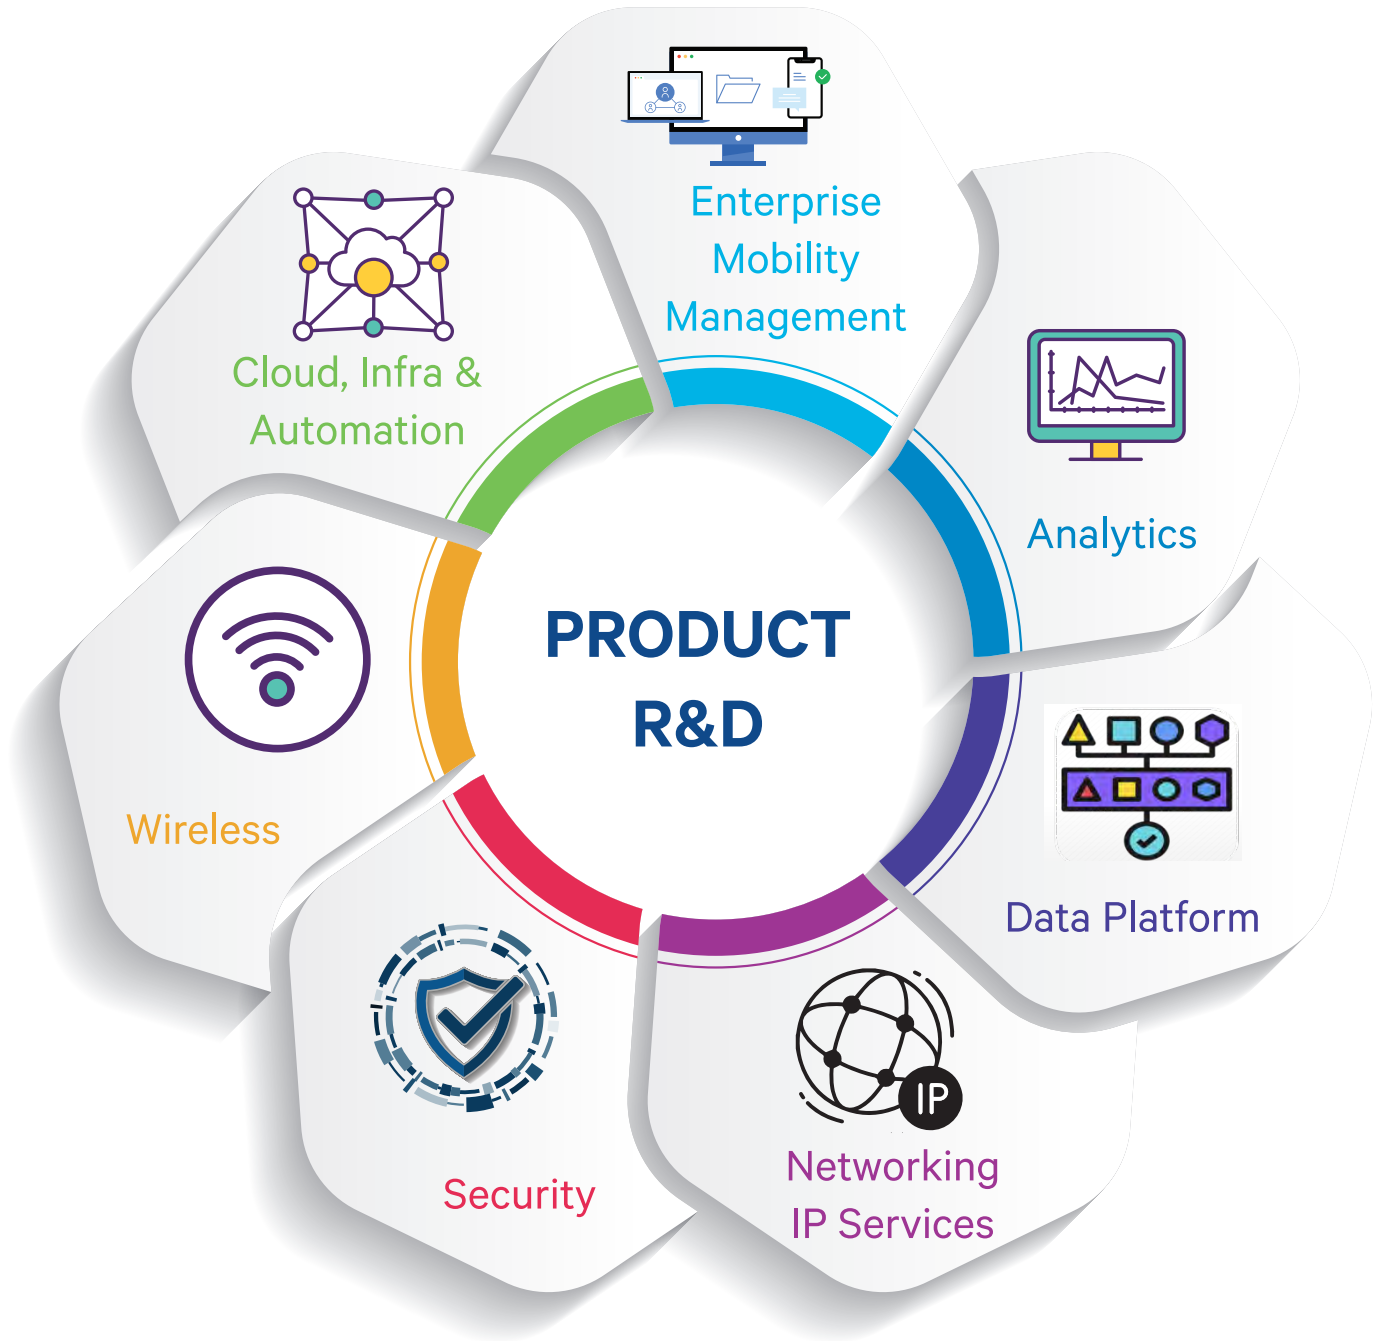 Enterprise
Mobility
Management
Analytics
Data Platform
IP
Networking
IP Services
Security
Wireless
Cloud, Infra &
Automation
PRODUCT
R&D